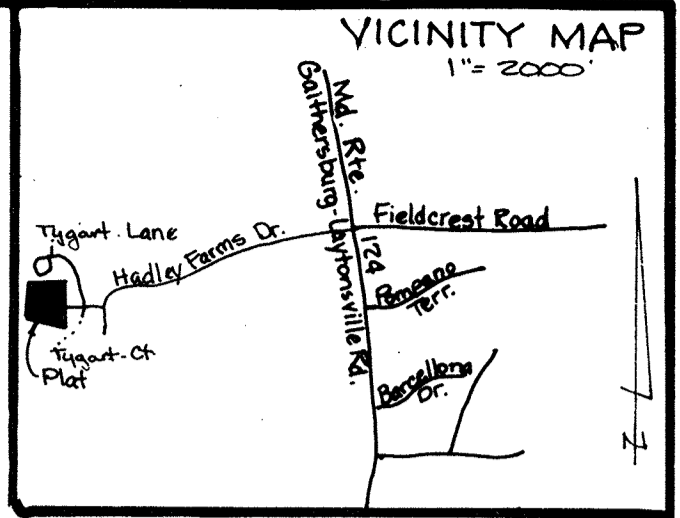 VICINITY MAP
1"= 2000'
Md. Rte. 124
Gaithersburg-Laytonsville Rd.
Fieldcrest Road
Tygart Lane
Hadley Farms Dr.
Pompano
Terr.
Tygart-Ct
Plat
Barcellona
Dr.
N